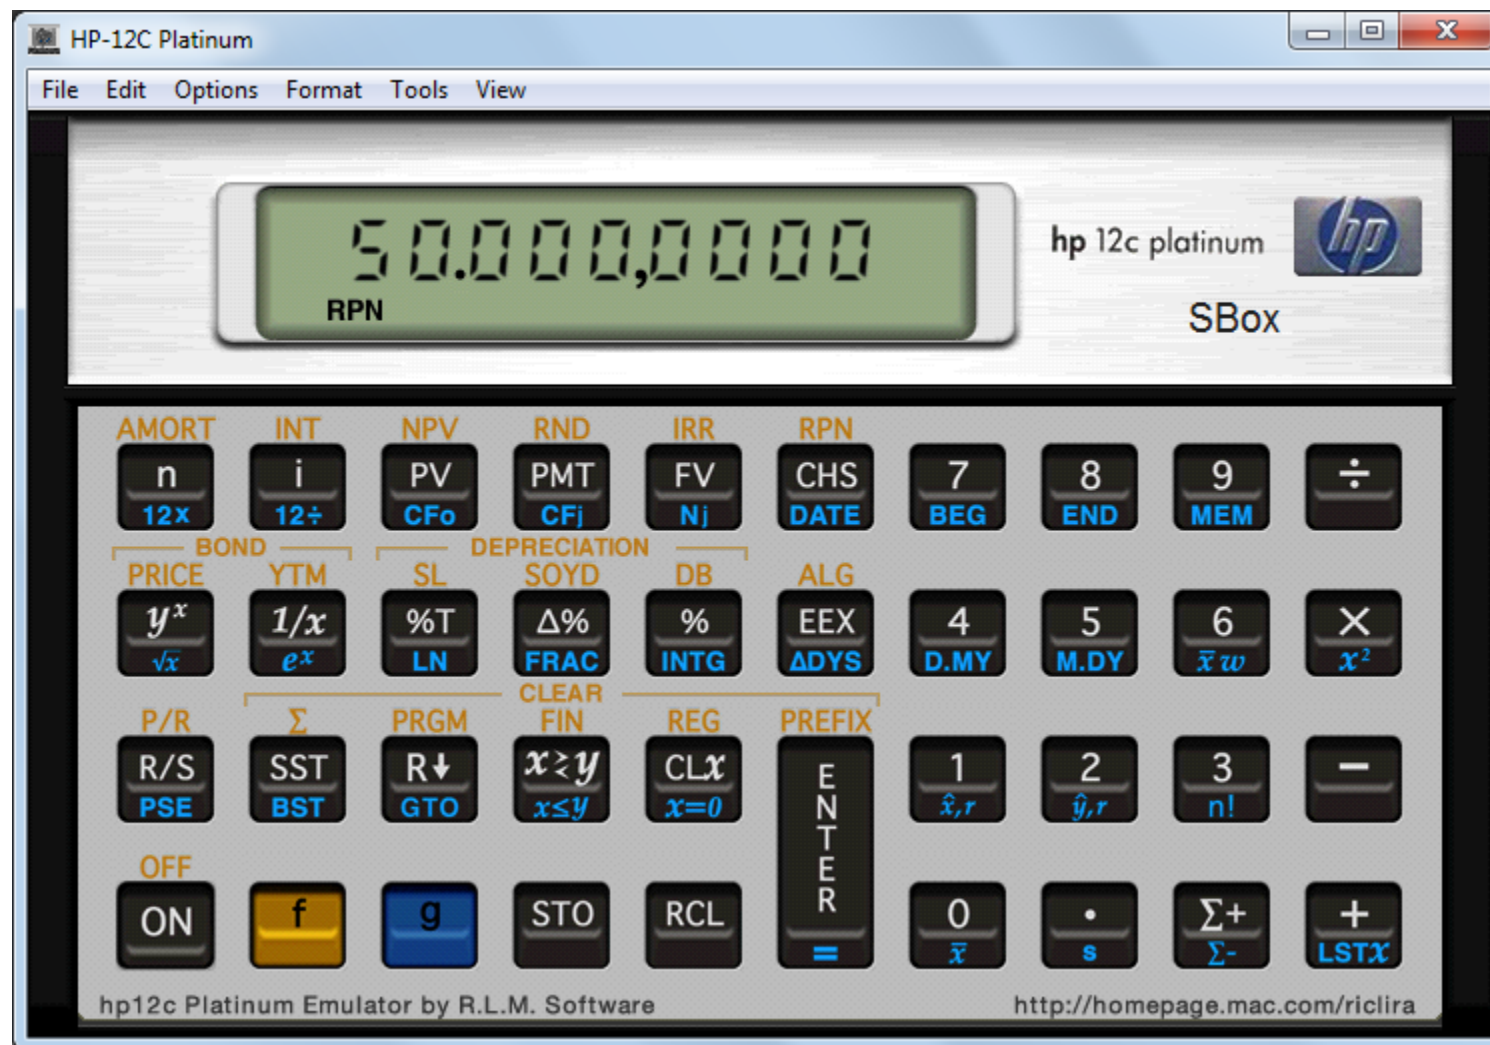 HP-12C Platinum
File Edit Options Format Tools View
50.000,0000
RPN
hp 12c platinum
hp
SBox
AMORT INT NPV RND IRR RPN
n i PV PMT FV CHS 7 8 9 ÷
12x 12÷ CFo CFj Nj DATE BEG END MEM
BOND DEPRECIATION
PRICE YTM SL SOYD DB ALG
yˣ 1/x %T Δ% % EEX 4 5 6 ×
√x eˣ LN FRAC INTG ΔDYS D.MY M.DY x̅ w x²
CLEAR
P/R Σ PRGM FIN REG PREFIX
R/S SST R↓ x≷y CLx ENTER 1 2 3 −
PSE BST GTO x≤y x=0 x̂,r ŷ,r n!
OFF
ON f g STO RCL 0 • Σ+ +
= x̅ s Σ- LSTx
hp12c Platinum Emulator by R.L.M. Software http://homepage.mac.com/riclira